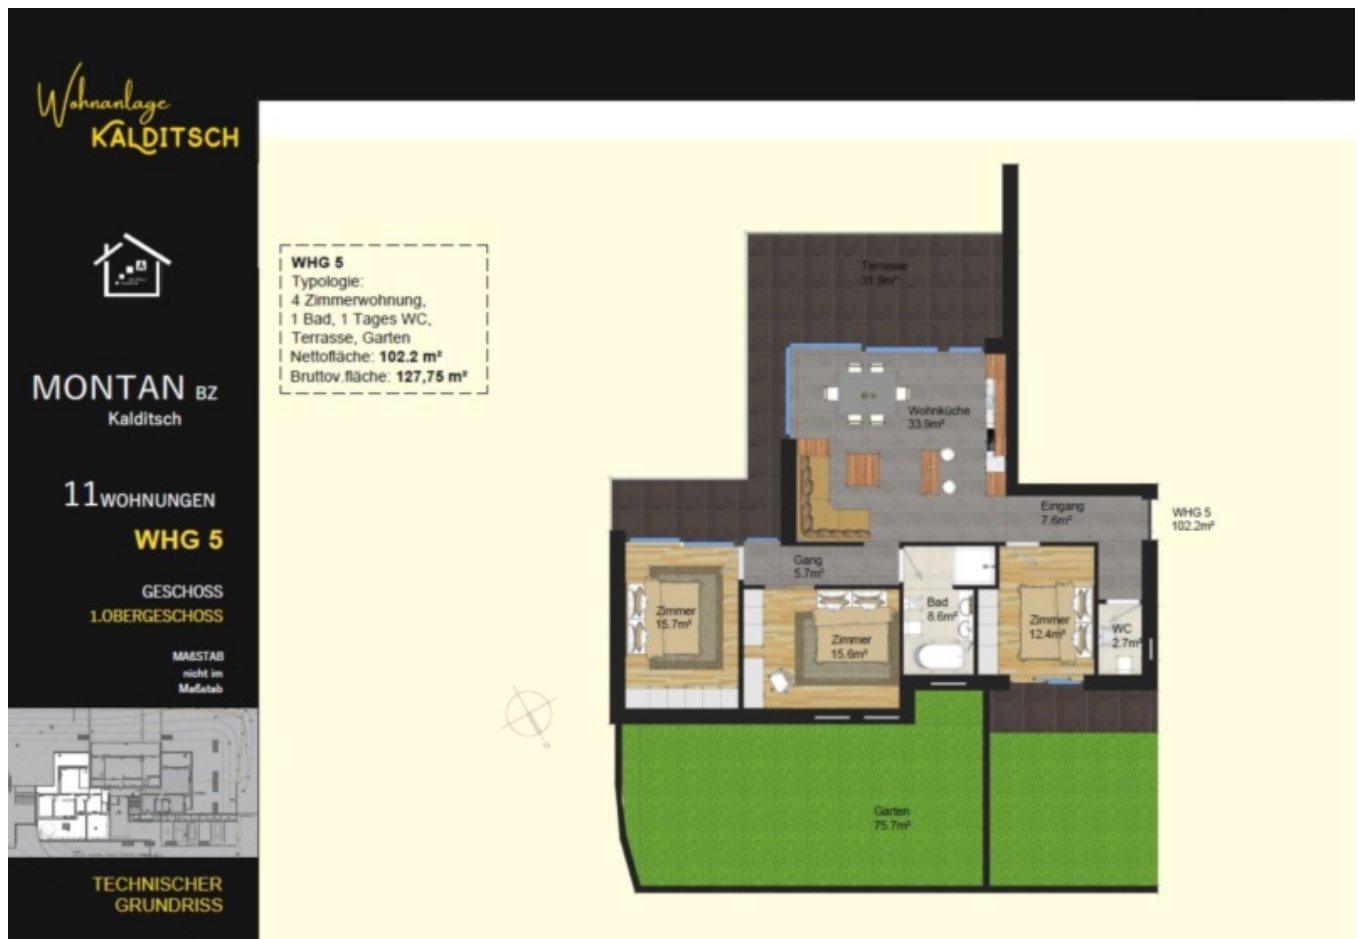 Wohnanlage
KALDITSCH
MONTAN BZ
Kalditsch
11 WOHNUNGEN
WHG 5
GESCHOSS
1.OBERGESCHOSS
MAßSTAB
nicht im
Maßstab
TECHNISCHER
GRUNDRISS
WHG 5
Typologie:
4 Zimmerwohnung,
1 Bad, 1 Tages WC,
Terrasse, Garten
Nettofläche: 102.2 m²
Bruttov.fläche: 127,75 m²
Terrasse
31.9m²
Wohnküche
33.9m²
Eingang
7.6m²
WHG 5
102.2m²
Gang
5.7m²
Zimmer
15.7m²
Zimmer
15.6m²
Bad
8.6m²
Zimmer
12.4m²
WC
2.7m²
Garten
75.7m²